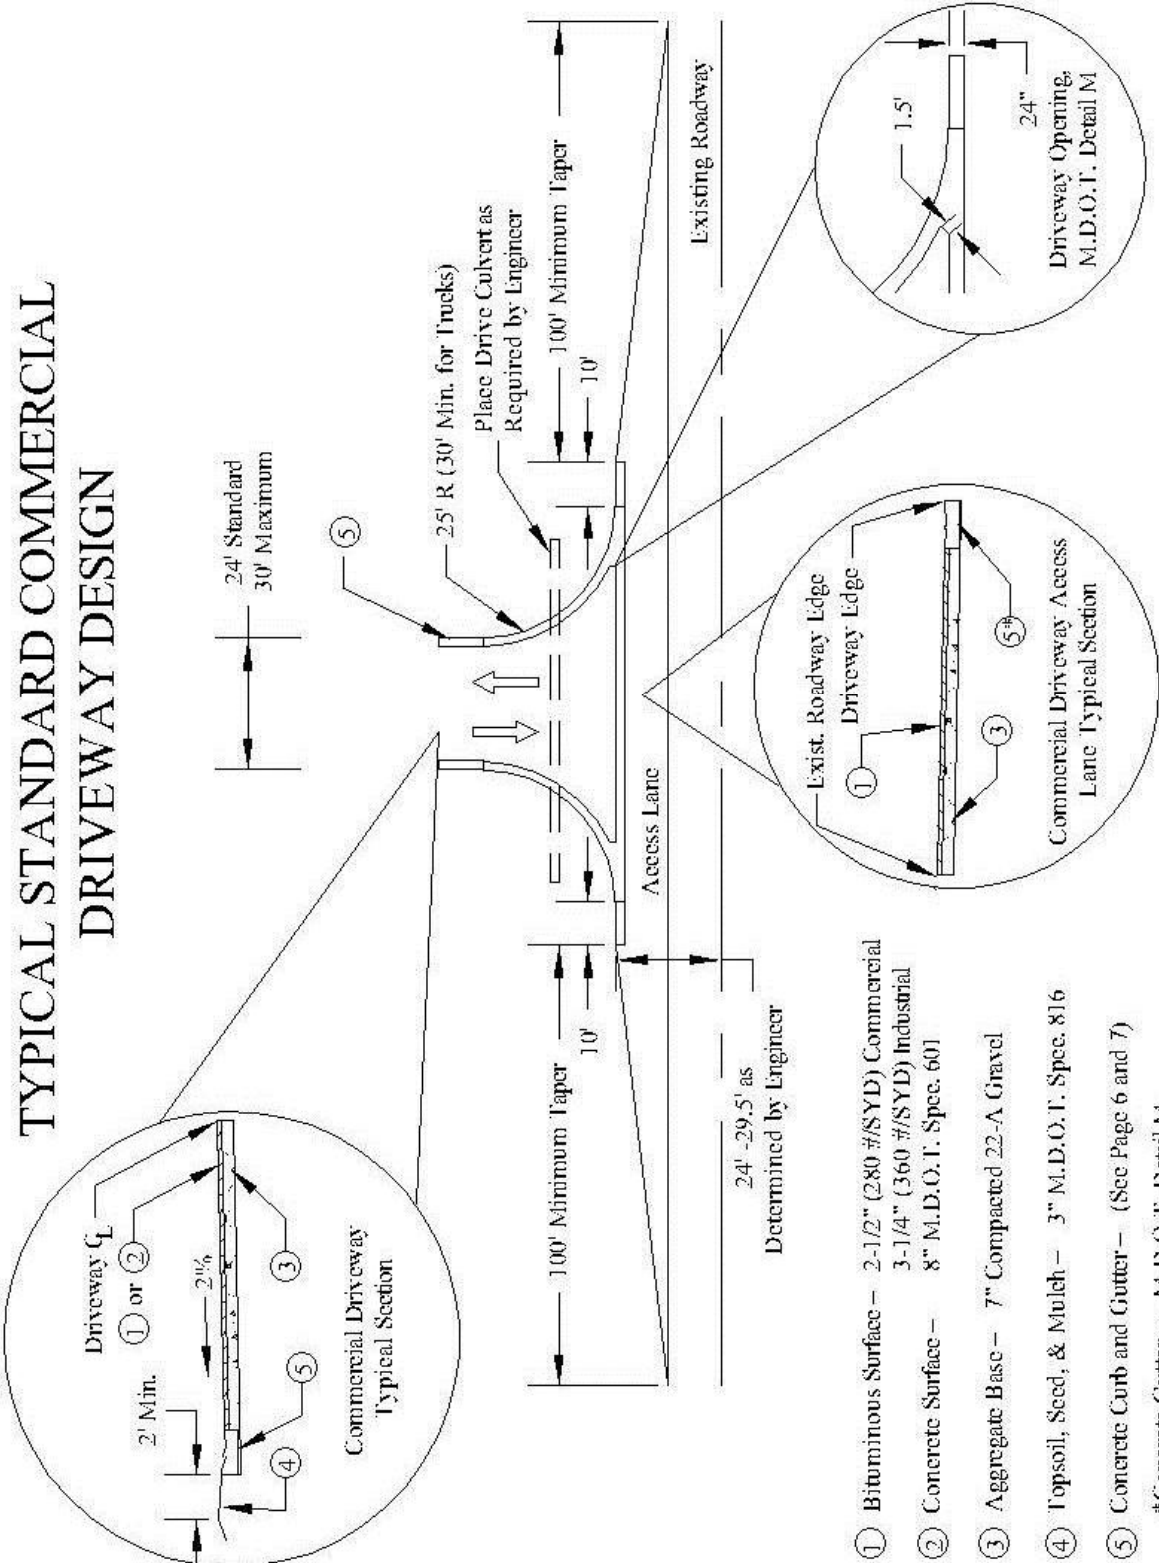 TYPICAL STANDARD COMMERCIAL
DRIVEWAY DESIGN
24' Standard
30' Maximum
5
25' R (30' Min. for Trucks)
Place Drive Culvert as
Required by Engineer
100' Minimum Taper
10'
Existing Roadway
Access Lane
100' Minimum Taper
10'
24' -29.5' as
Determined by Engineer
Driveway CL
1 or 2
2%
2' Min.
3
5
4
Commercial Driveway
Typical Section
Exist. Roadway Edge
Driveway Edge
1
3
5*
Commercial Driveway Access
Lane Typical Section
1.5'
24"
Driveway Opening,
M.D.O.T. Detail M
1 Bituminous Surface – 2-1/2" (280 #/SYD) Commercial
3-1/4" (360 #/SYD) Industrial
2 Concrete Surface – 8" M.D.O.T. Spec. 601
3 Aggregate Base – 7" Compacted 22-A Gravel
4 Topsoil, Seed, & Mulch – 3" M.D.O.T. Spec. 816
5 Concrete Curb and Gutter – (See Page 6 and 7)